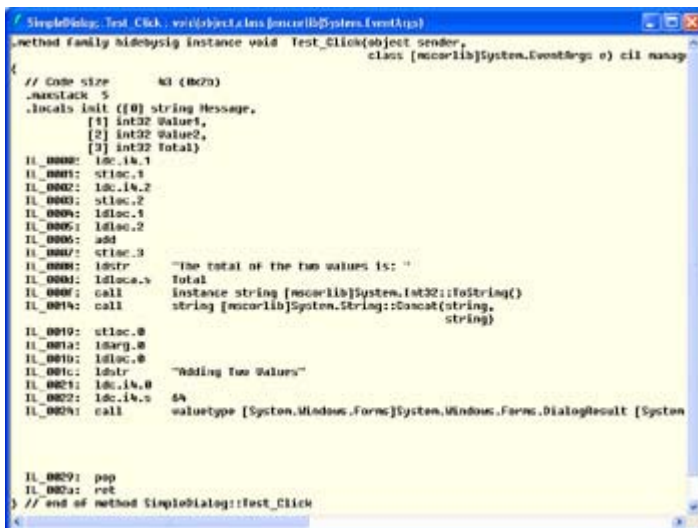 SimpleDialog::Test_Click : void(object,class [mscorlib]System.EventArgs)
.method family hidebysig instance void  Test_Click(object sender,
class [mscorlib]System.EventArgs e) cil manag
{
// Code size       43 (0x2b)
.maxstack  5
.locals init ([0] string Message,
[1] int32 Value1,
[2] int32 Value2,
[3] int32 Total)
IL_0000:  ldc.i4.1
IL_0001:  stloc.1
IL_0002:  ldc.i4.2
IL_0003:  stloc.2
IL_0004:  ldloc.1
IL_0005:  ldloc.2
IL_0006:  add
IL_0007:  stloc.3
IL_0008:  ldstr      "The total of the two values is: "
IL_000d:  ldloca.s   Total
IL_000f:  call       instance string [mscorlib]System.Int32::ToString()
IL_0014:  call       string [mscorlib]System.String::Concat(string,
string)
IL_0019:  stloc.0
IL_001a:  ldarg.0
IL_001b:  ldloc.0
IL_001c:  ldstr      "Adding Two Values"
IL_0021:  ldc.i4.0
IL_0022:  ldc.i4.s   64
IL_0024:  call       valuetype [System.Windows.Forms]System.Windows.Forms.DialogResult [System
IL_0029:  pop
IL_002a:  ret
} // end of method SimpleDialog::Test_Click